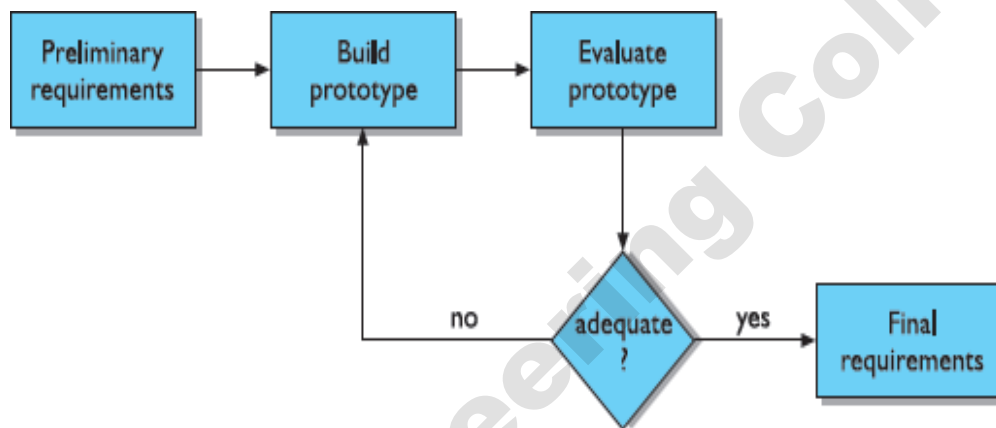 Preliminary
requirements
Build
prototype
Evaluate
prototype
no
adequate
?
yes
Final
requirements